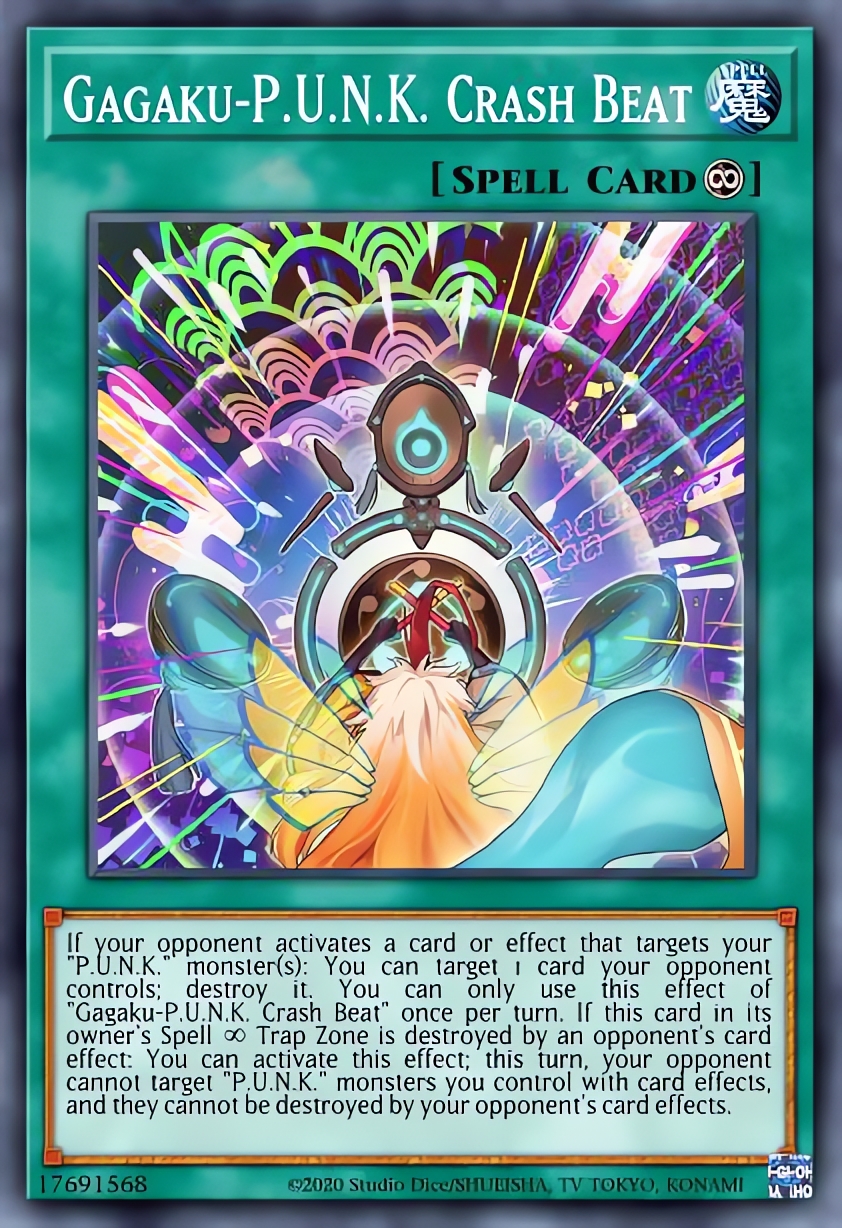 GAGAKU-P.U.N.K. CRASH BEAT
SPELL
魔
[SPELL CARD∞]
If your opponent activates a card or effect that targets your
"P.U.N.K." monster(s): You can target 1 card your opponent
controls; destroy it. You can only use this effect of
"Gagaku-P.U.N.K. Crash Beat" once per turn. If this card in its
owner's Spell ∞ Trap Zone is destroyed by an opponent's card
effect: You can activate this effect; this turn, your opponent
cannot target "P.U.N.K." monsters you control with card effects,
and they cannot be destroyed by your opponent's card effects.
17691568
©2020 Studio Dice/SHUEISHA, TV TOKYO, KONAMI